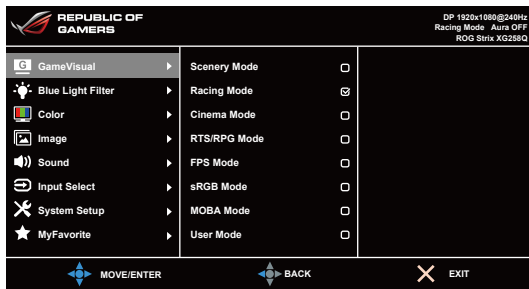 REPUBLIC OF
GAMERS
DP 1920x1080@240Hz
Racing Mode Aura OFF
ROG Strix XG258Q
G GameVisual
Blue Light Filter
Color
Image
Sound
Input Select
System Setup
MyFavorite
Scenery Mode
Racing Mode
Cinema Mode
RTS/RPG Mode
FPS Mode
sRGB Mode
MOBA Mode
User Mode
MOVE/ENTER
BACK
EXIT